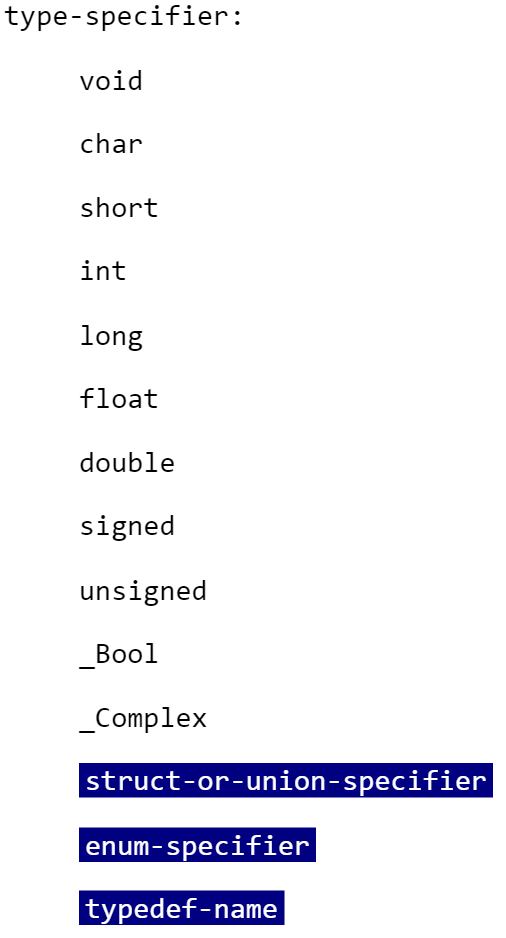 type-specifier:
void
char
short
int
long
float
double
signed
unsigned
_Bool
_Complex
struct-or-union-specifier
enum-specifier
typedef-name